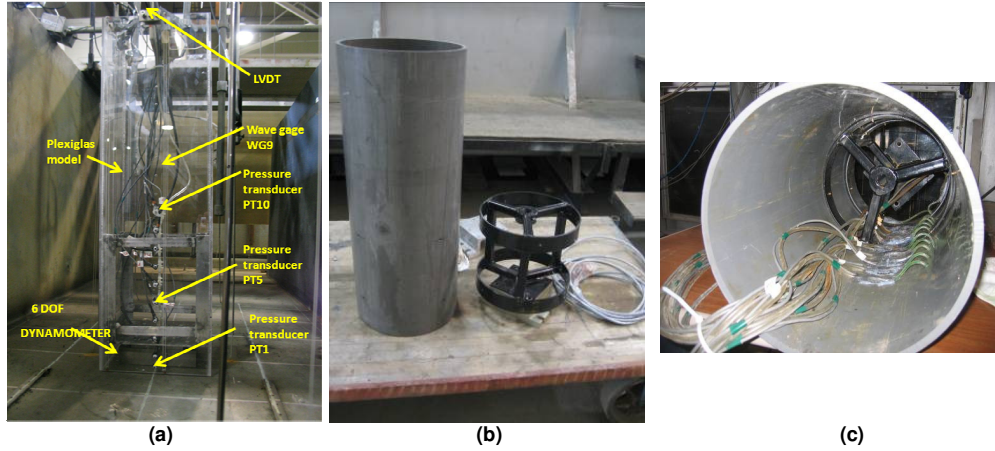 LVDT
Wave gage
WG9
Plexiglas
model
Pressure
transducer
PT10
Pressure
transducer
PT5
6 DOF
DYNAMOMETER
Pressure
transducer
PT1
(a)
(b)
(c)